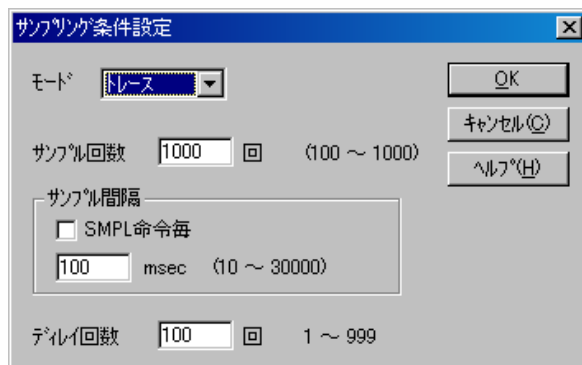 サンプリング条件設定
モード トレース OK
キャンセル(C)
サンプル回数 1000 回 (100 ～ 1000)
ヘルプ(H)
サンプル間隔
SMPL命令毎
100 msec (10 ～ 30000)
ディレイ回数 100 回 1 ～ 999